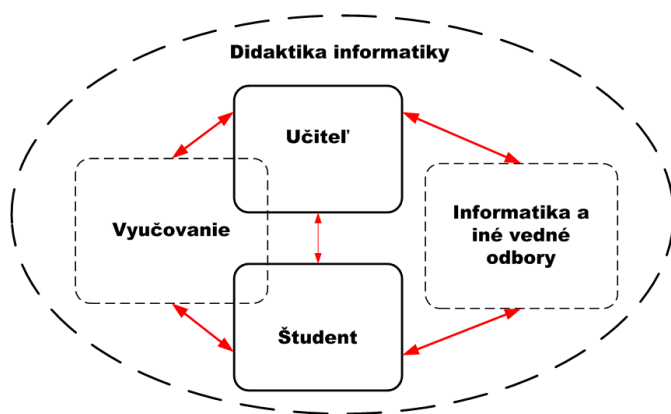 Didaktika informatiky
Učiteľ
Vyučovanie
Informatika a
iné vedné
odbory
Študent